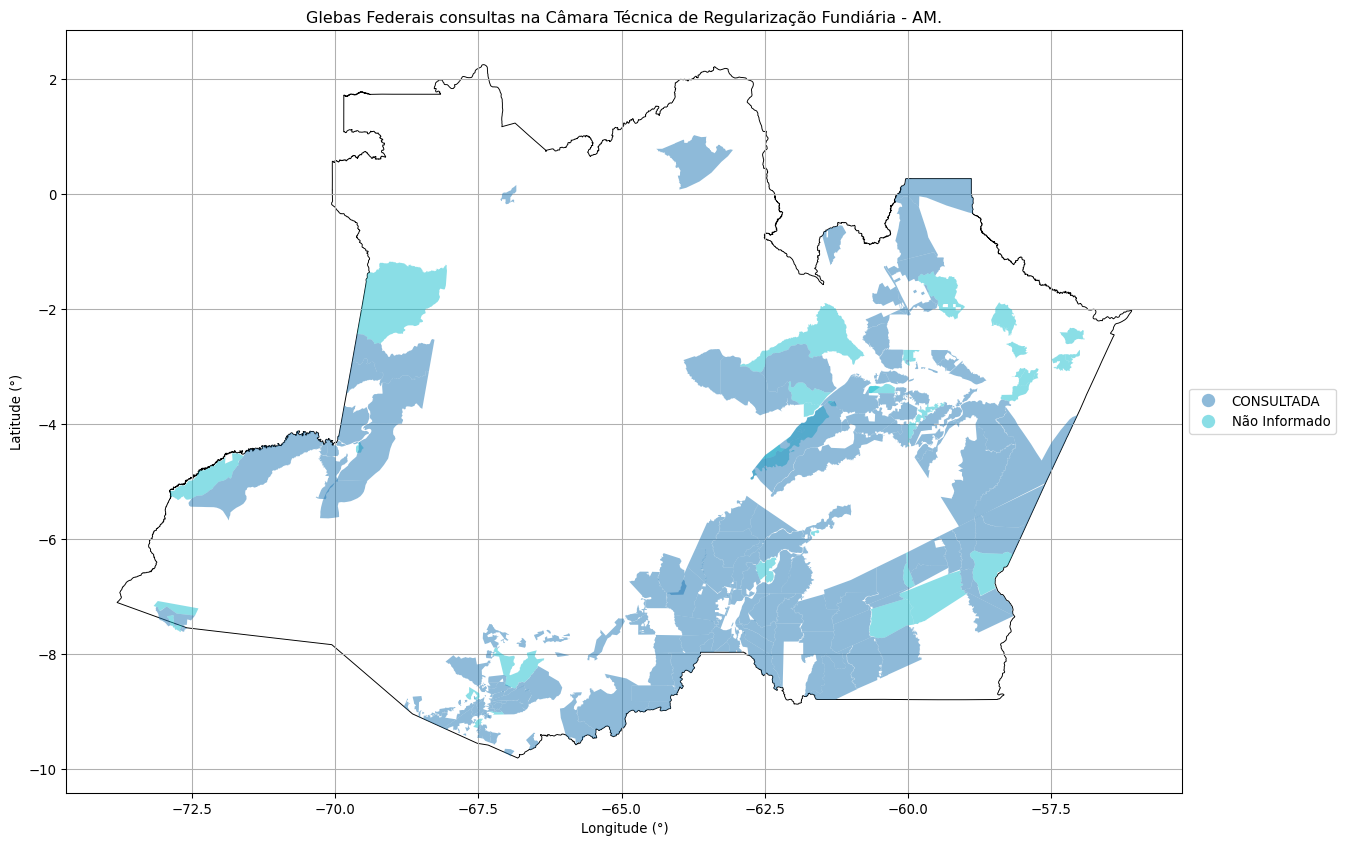 Glebas Federais consultas na Câmara Técnica de Regularização Fundiária - AM.
2
0
−2
−4
−6
−8
−10
Latitude (°)
−72.5
−70.0
−67.5
−65.0
−62.5
−60.0
−57.5
Longitude (°)
CONSULTADA
Não Informado